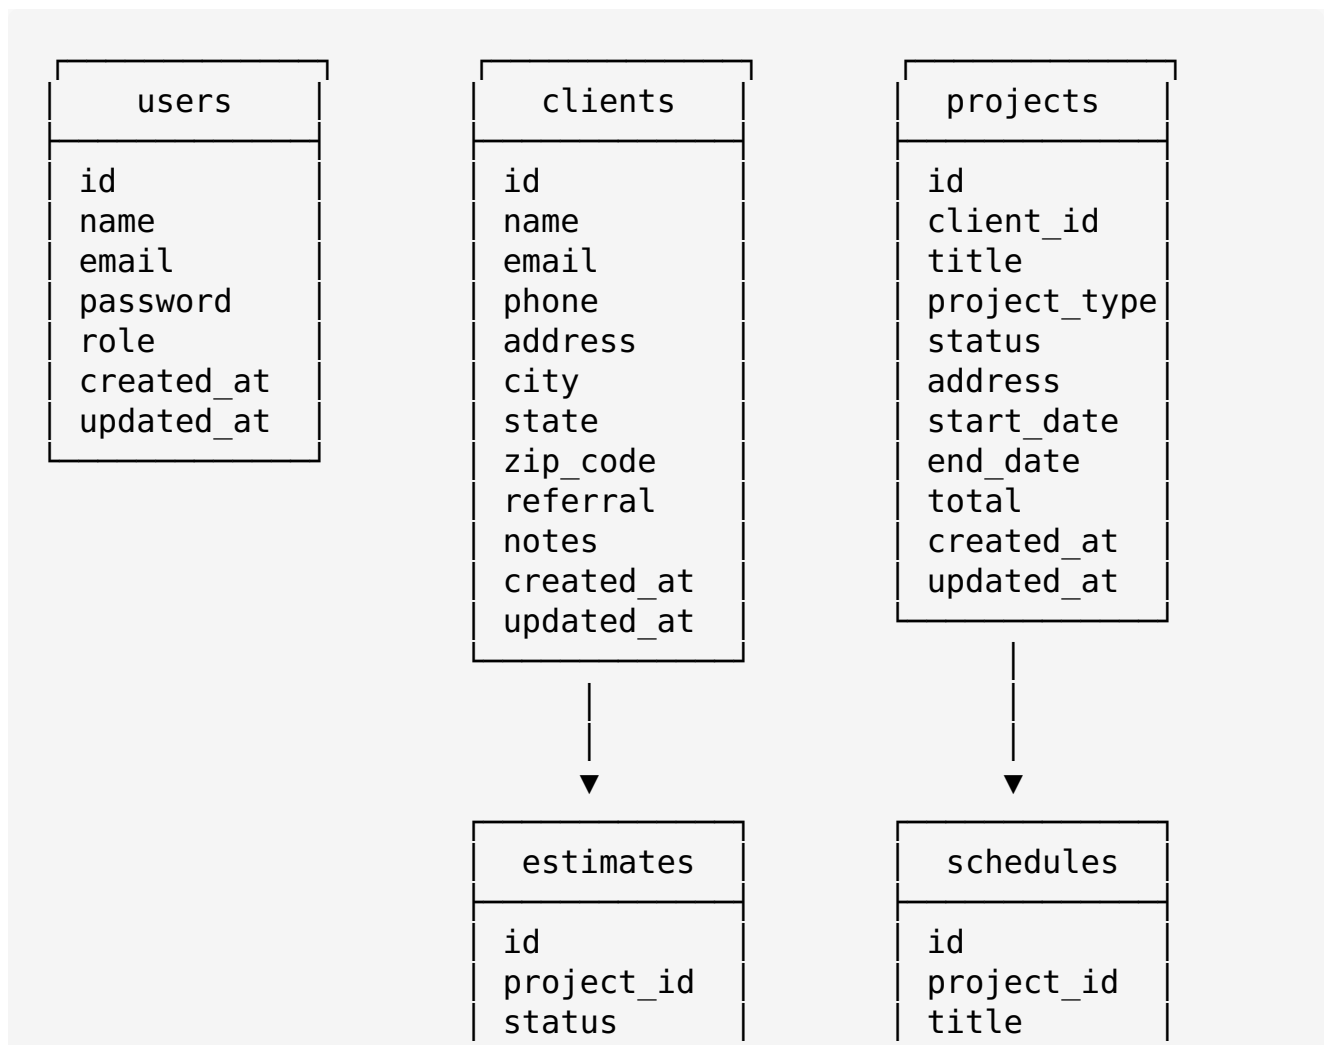 users
id
name
email
password
role
created_at
updated_at
clients
id
name
email
phone
address
city
state
zip_code
referral
notes
created_at
updated_at
projects
id
client_id
title
project_type
status
address
start_date
end_date
total
created_at
updated_at
estimates
id
project_id
status
schedules
id
project_id
title